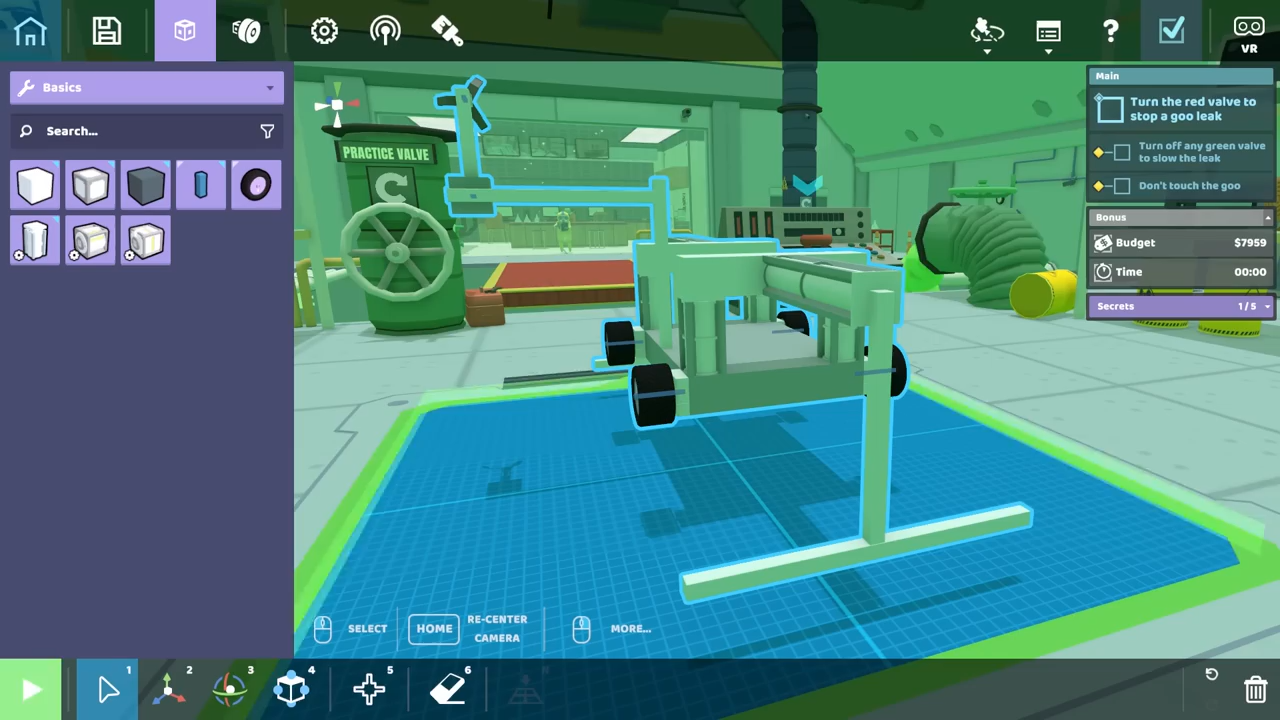 VR
Basics
Search...
PRACTICE VALVE
Main
Turn the red valve to
stop a goo leak
Turn off any green valve
to slow the leak
Don't touch the goo
Bonus
Budget $7959
Time 00:00
Secrets 1/5
SELECT
HOME
RE-CENTER
CAMERA
MORE...
1
2
3
4
5
6